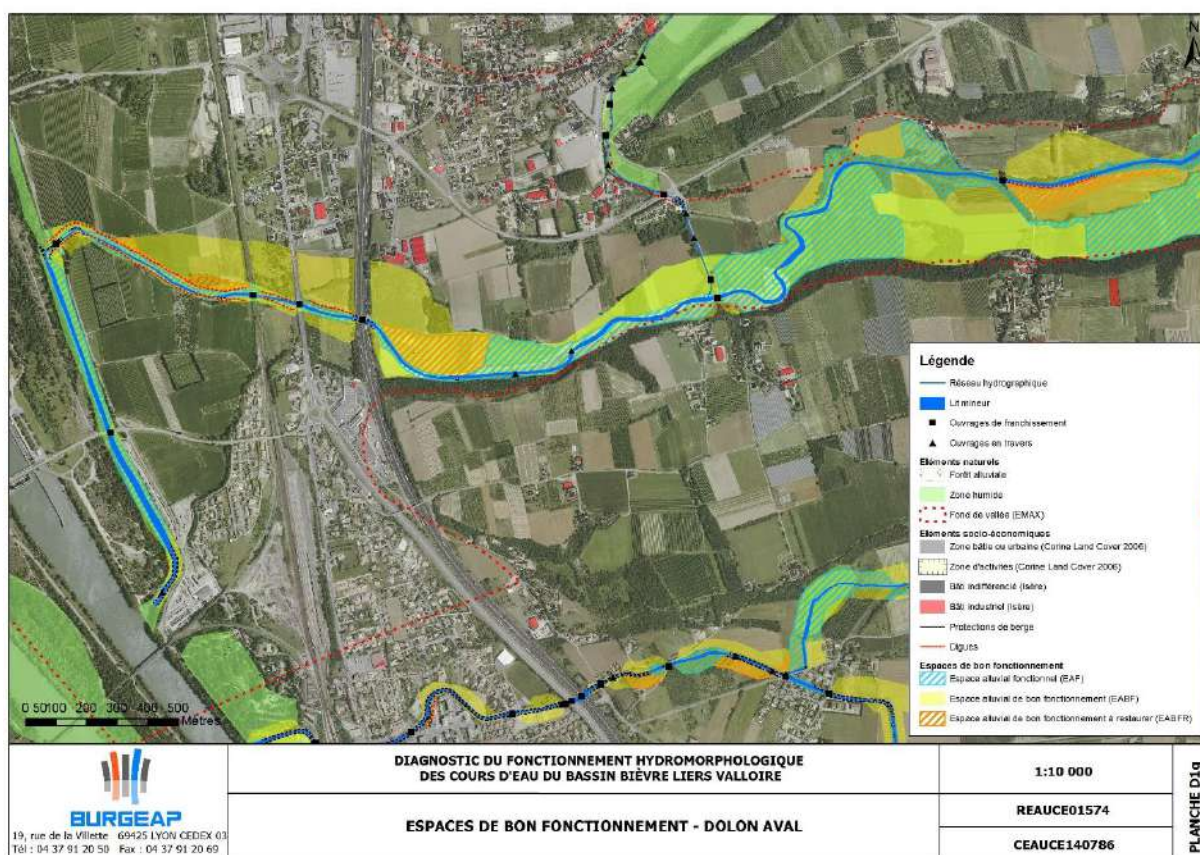 N
Légende
Réseau hydrographique
Lit mineur
Ouvrages de franchissement
Ouvrages en travers
Eléments naturels
Forêt alluviale
Zone humide
Fond de vallée (EMAX)
Eléments socio-économiques
Zone bâtie ou urbaine (Corine Land Cover 2006)
Zone d'activités (Corine Land Cover 2006)
Bâti indifférencié (Isère)
Bâti industriel (Isère)
Protections de berge
Digues
Espaces de bon fonctionnement
Espace alluvial fonctionnel (EAF)
Espace alluvial de bon fonctionnement (EABF)
Espace alluvial de bon fonctionnement à restaurer (EABFR)
0 50100 200 300 400 500
Mètres
BURGEAP
19, rue de la Villette 69425 LYON CEDEX 03
Tél : 04 37 91 20 50 Fax : 04 37 91 20 69
DIAGNOSTIC DU FONCTIONNEMENT HYDROMORPHOLOGIQUE
DES COURS D'EAU DU BASSIN BIÈVRE LIERS VALLOIRE
ESPACES DE BON FONCTIONNEMENT - DOLON AVAL
1:10 000
REAUCE01574
CEAUCE140786
PLANCHE D1g